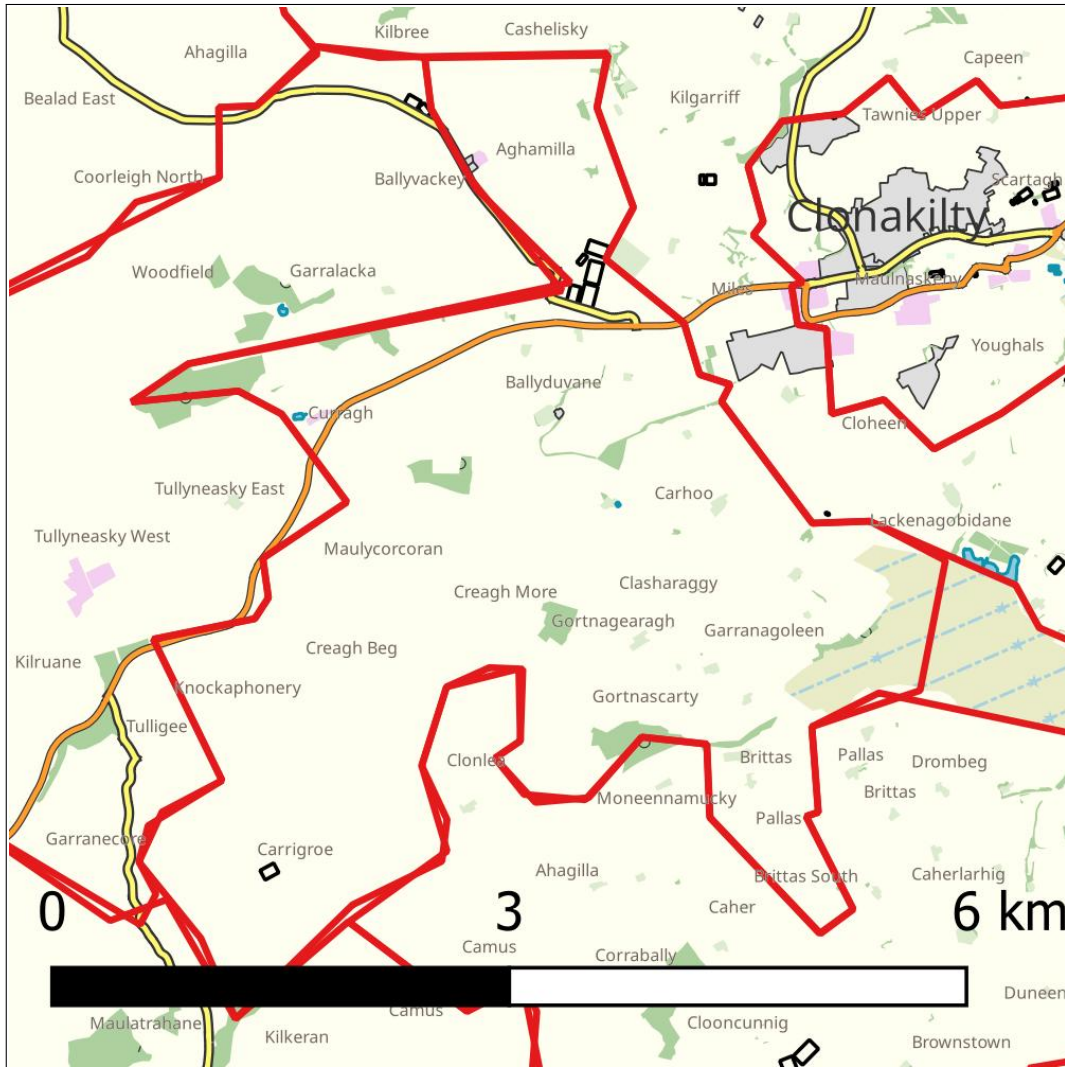 Kilbree
Cashelisky
Ahagilla
Capeen
Bealad East
Kilgarriff
Tawnies Upper
Aghamilla
Coorleigh North
Ballyvackey
Scartagh
Clonakilty
Woodfield
Garralacka
Miles
Maulnaskehy
Youghals
Ballyduvane
Curragh
Cloheen
Tullyneasky East
Carhoo
Lackenagobidane
Tullyneasky West
Maulycorcoran
Clasharaggy
Creagh More
Gortnagearagh
Garranagoleen
Creagh Beg
Kilruane
Knockaphonery
Gortnascarty
Tulligee
Clonlea
Brittas
Pallas
Drombeg
Brittas
Moneennamucky
Pallas
Garranecore
Carrigroe
Ahagilla
Brittas South
Caherlarhig
Caher
0 3 6 km
Camus
Corrabally
Duneen
Camus
Maulatrahane
Clooncunnig
Kilkeran
Brownstown